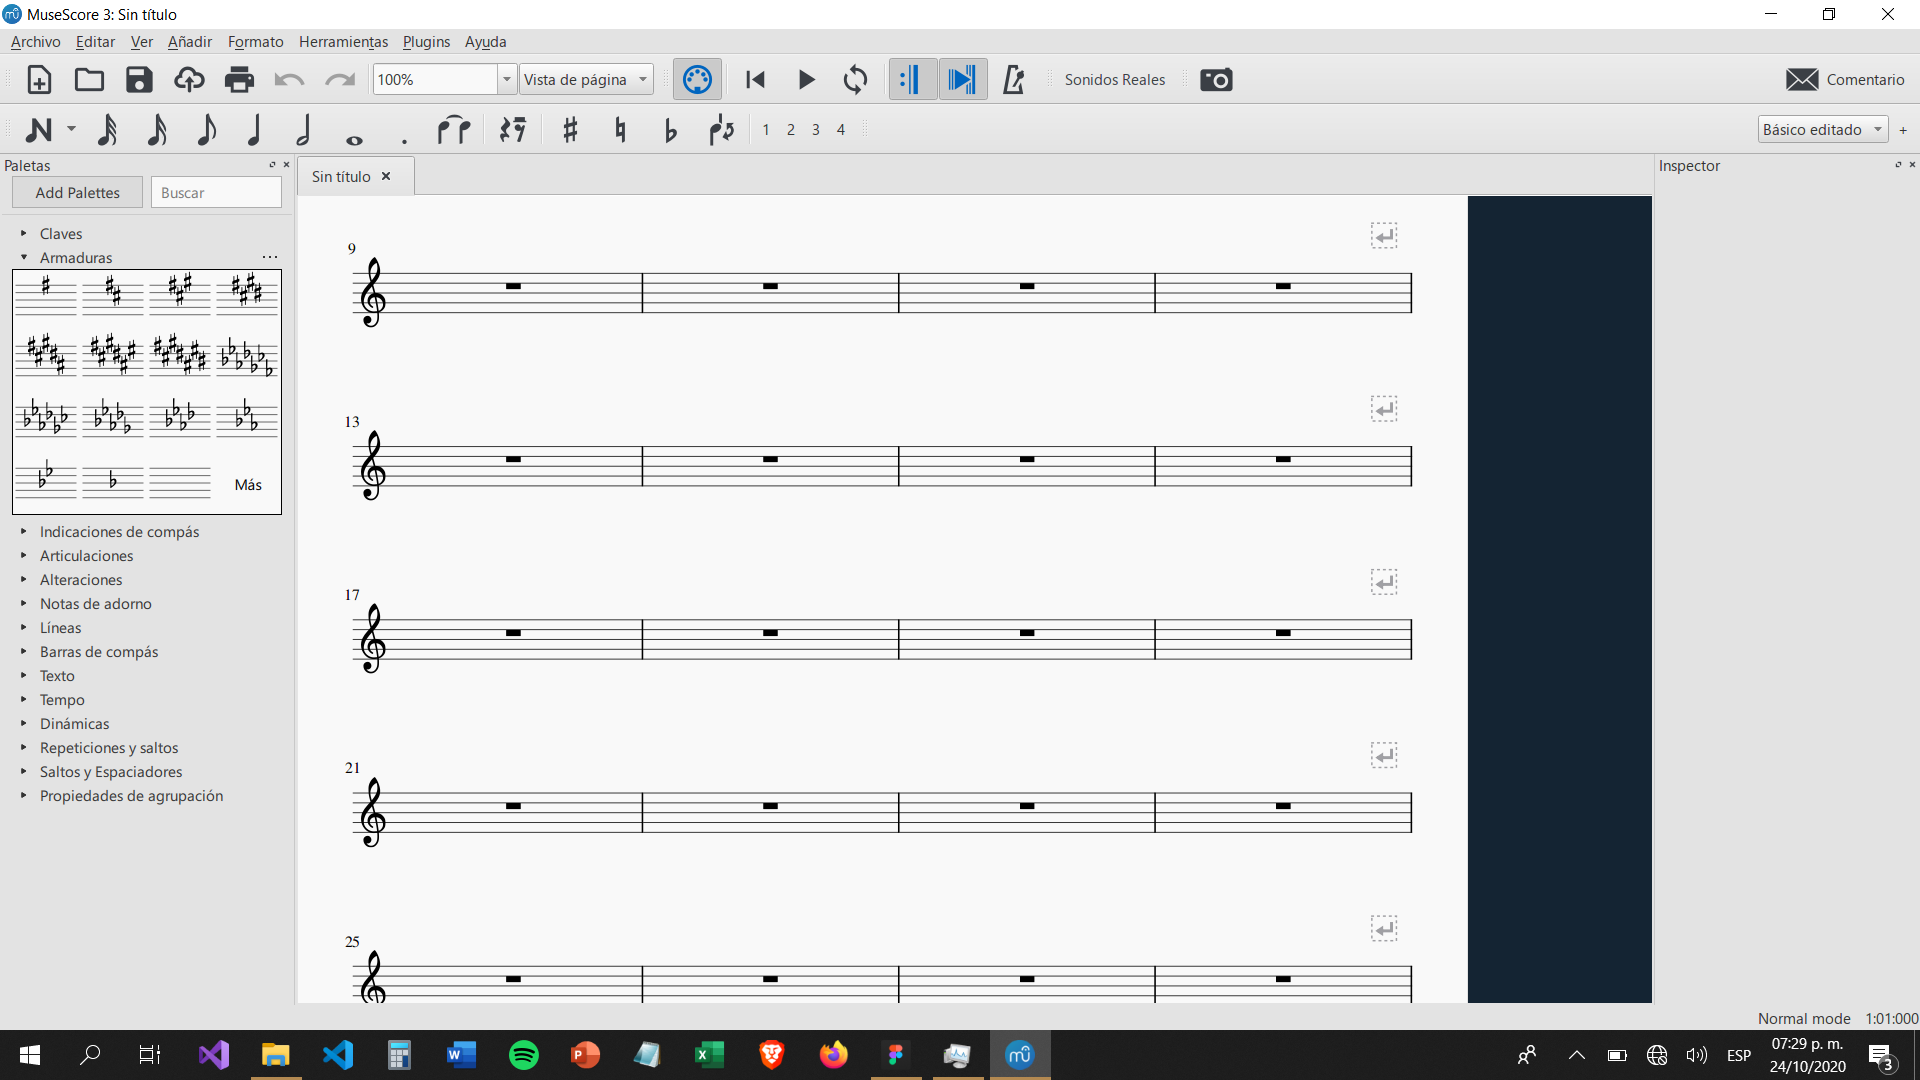 MuseScore 3: Sin título
Archivo Editar Ver Añadir Formato Herramientas Plugins Ayuda
100% Vista de página Sonidos Reales Comentario
1 2 3 4 Básico editado +
Paletas
Add Palettes Buscar
Claves
Armaduras ...
Más
Indicaciones de compás
Articulaciones
Alteraciones
Notas de adorno
Líneas
Barras de compás
Texto
Tempo
Dinámicas
Repeticiones y saltos
Saltos y Espaciadores
Propiedades de agrupación
Sin título
9
13
17
21
25
Inspector
Normal mode 1:01:000
ESP
07:29 p. m.
24/10/2020
3